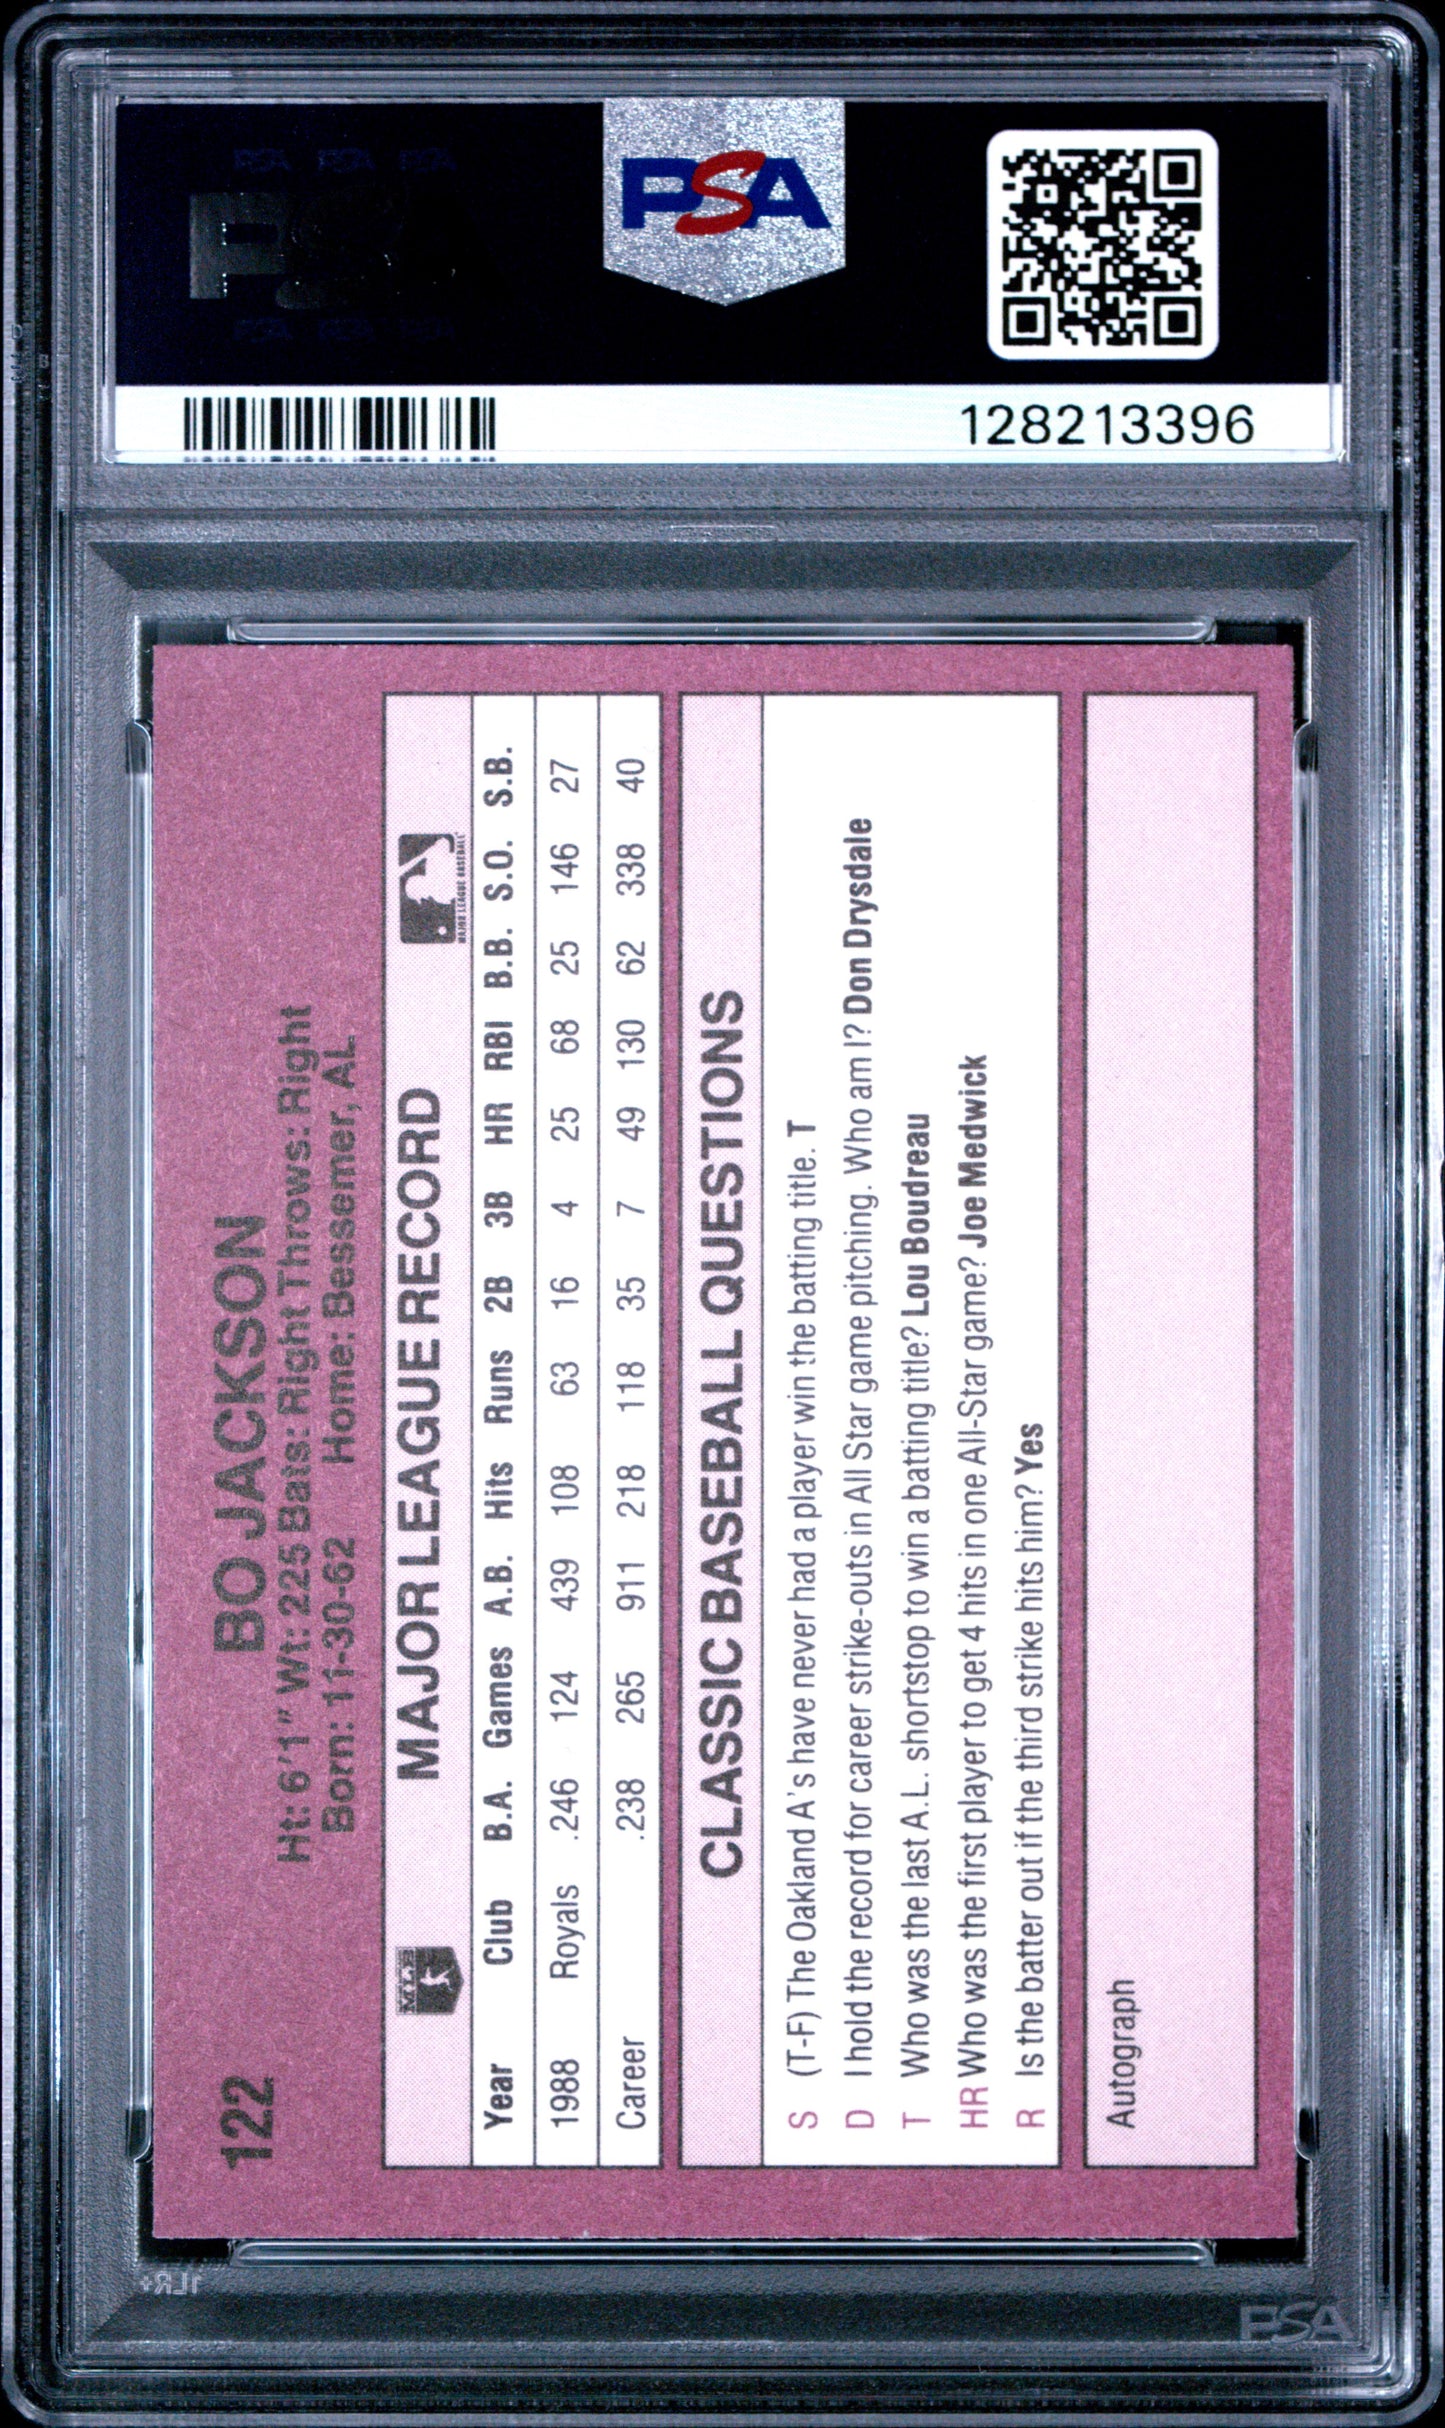 PSA
128213396
122
BO JACKSON
Ht: 6'1" Wt: 225 Bats: Right Throws: Right
Born: 11-30-62 Home: Bessemer, AL
MLB
MAJOR LEAGUE RECORD
MAJOR LEAGUE BASEBALL
Year Club B.A. Games A.B. Hits Runs 2B 3B HR RBI B.B. S.O. S.B.
1988 Royals .246 124 439 108 63 16 4 25 68 25 146 27
Career .238 265 911 218 118 35 7 49 130 62 338 40
CLASSIC BASEBALL QUESTIONS
S (T-F) The Oakland A's have never had a player win the batting title. T
D I hold the record for career strike-outs in All Star game pitching. Who am I? Don Drysdale
T Who was the last A.L. shortstop to win a batting title? Lou Boudreau
HR Who was the first player to get 4 hits in one All-Star game? Joe Medwick
R Is the batter out if the third strike hits him? Yes
Autograph
1LR+
PSA